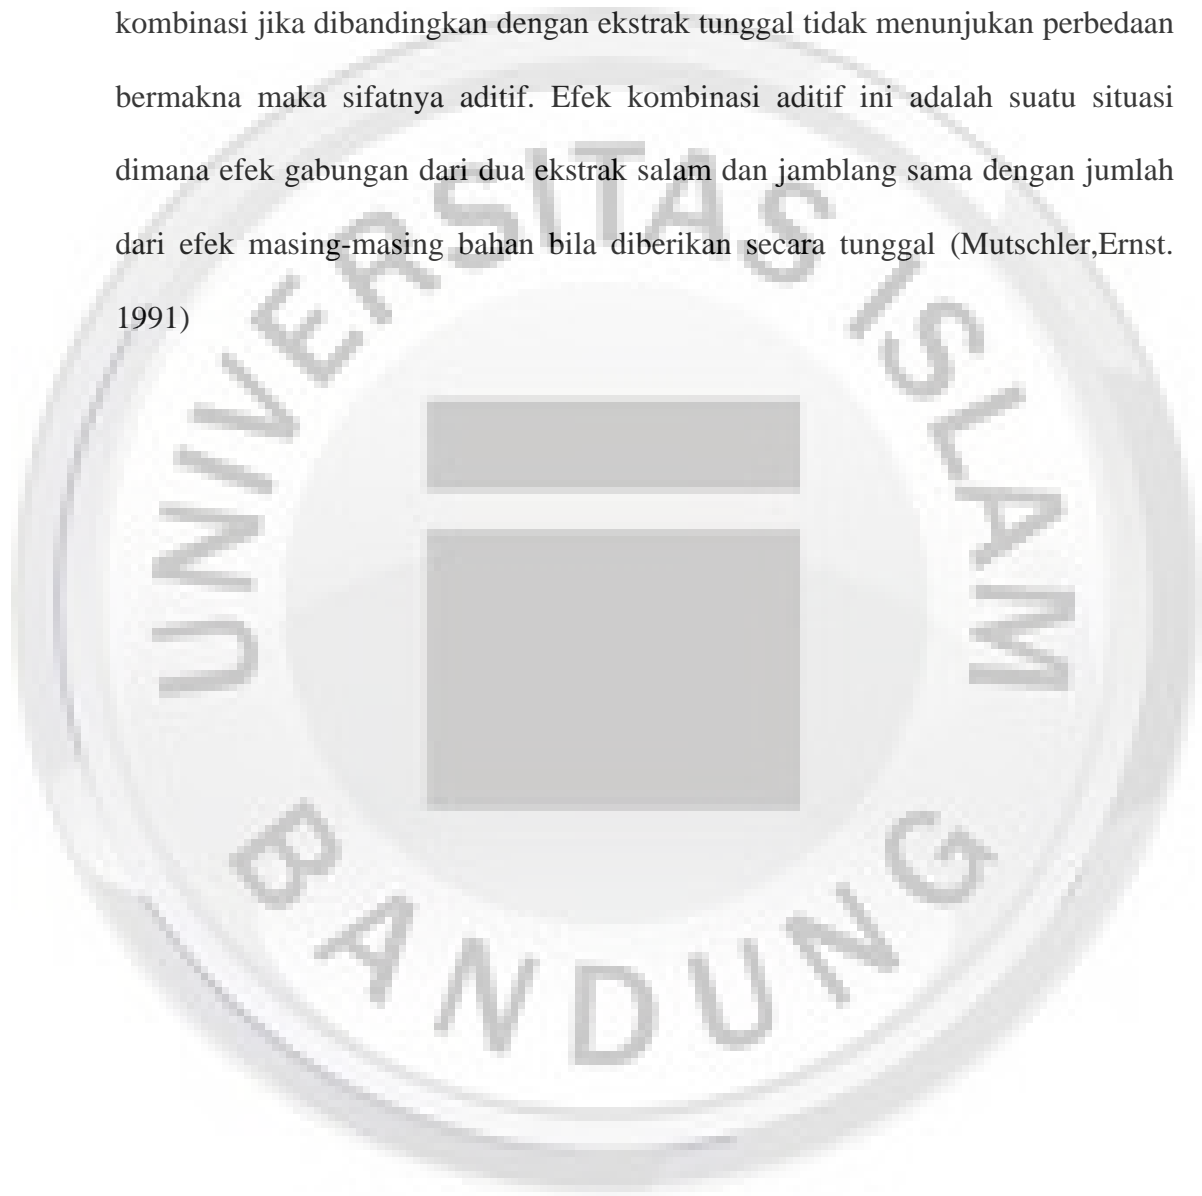 kombinasi jika dibandingkan dengan ekstrak tunggal tidak menunjukan perbedaan
bermakna maka sifatnya aditif. Efek kombinasi aditif ini adalah suatu situasi
dimana efek gabungan dari dua ekstrak salam dan jamblang sama dengan jumlah
dari efek masing-masing bahan bila diberikan secara tunggal (Mutschler,Ernst.
1991)
UNIVERSITAS ISLAM
BANDUNG